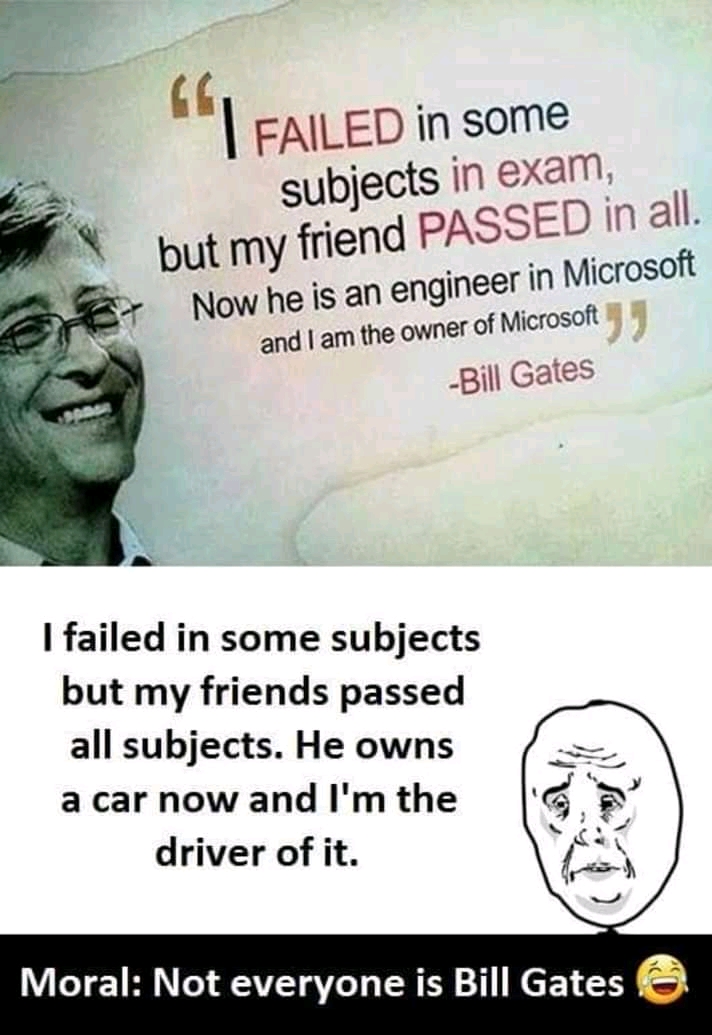 “I FAILED in some
subjects in exam,
but my friend PASSED in all.
Now he is an engineer in Microsoft
and I am the owner of Microsoft”
-Bill Gates
I failed in some subjects
but my friends passed
all subjects. He owns
a car now and I'm the
driver of it.
Moral: Not everyone is Bill Gates 😂